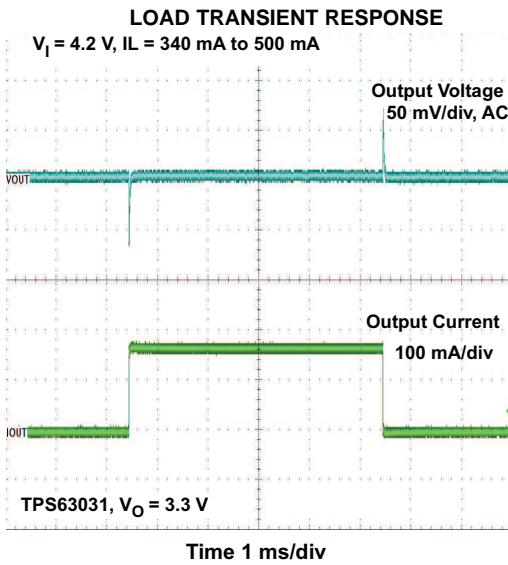 LOAD TRANSIENT RESPONSE
VI = 4.2 V, IL = 340 mA to 500 mA
Output Voltage
50 mV/div, AC
VOUT
Output Current
100 mA/div
IOUT
TPS63031, VO = 3.3 V
Time 1 ms/div